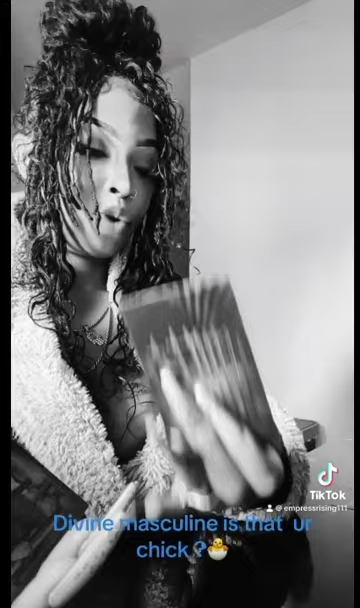 TikTok
@empressrising111
Divine masculine is that ur
chick ?🐣